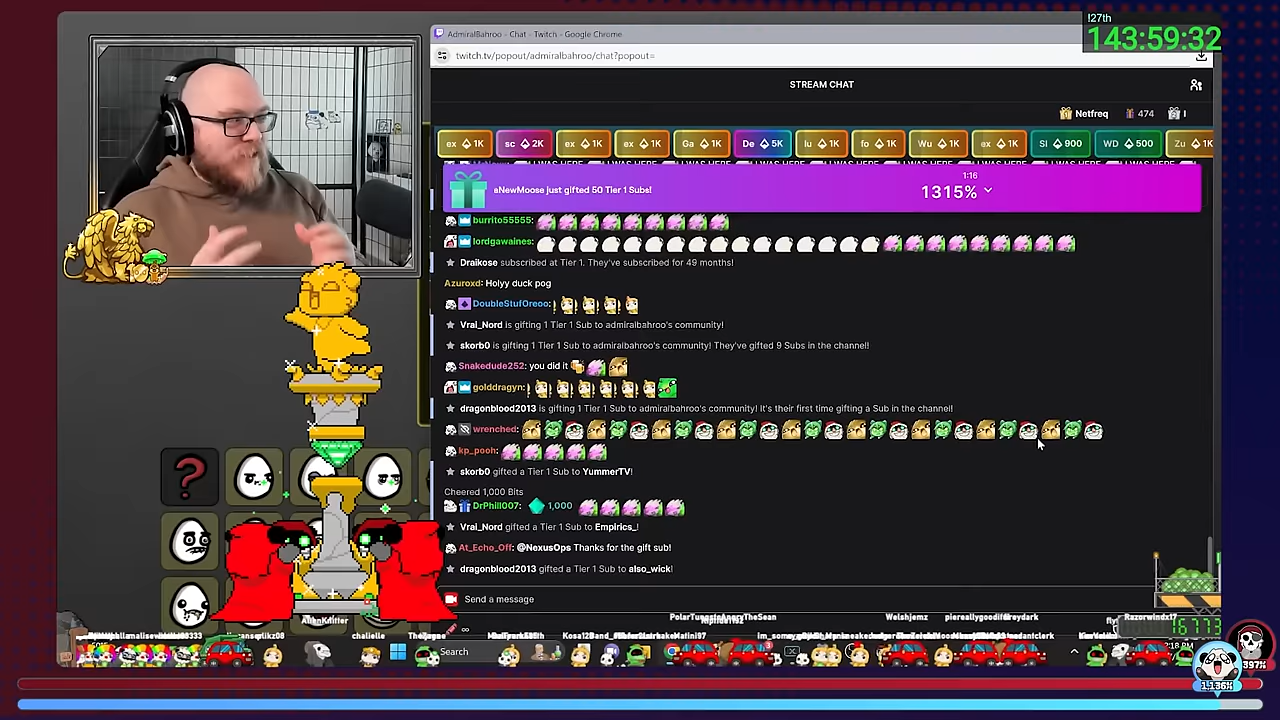 !27th
143:59:32
AdmiralBahroo - Chat - Twitch - Google Chrome
twitch.tv/popout/admiralbahroo/chat?popout=
STREAM CHAT
Netfreq 474
ex 1K sc 2K ex 1K ex 1K Ga 1K De 5K lu 1K fo 1K Wu 1K ex 1K SI 900 WD 500 Zu 1K
aNewMoose just gifted 50 Tier 1 Subs!
1:16
1315%
burrito55555:
lordgawaines:
Draikose subscribed at Tier 1. They've subscribed for 49 months!
Azuroxd: Holyy duck pog
DoubleStufOreoo:
Vrai_Nord is gifting 1 Tier 1 Sub to admiralbahroo's community!
skorb0 is gifting 1 Tier 1 Sub to admiralbahroo's community! They've gifted 9 Subs in the channel!
Snakedude252: you did it
golddragyn:
dragonblood2013 is gifting 1 Tier 1 Sub to admiralbahroo's community! It's their first time gifting a Sub in the channel!
wrenched:
kp_pooh:
skorb0 gifted a Tier 1 Sub to YummerTV!
Cheered 1,000 Bits
DrPhill007: 1,000
Vrai_Nord gifted a Tier 1 Sub to Empirics_!
At_Echo_Off: @NexusOps Thanks for the gift sub!
dragonblood2013 gifted a Tier 1 Sub to also_wick!
Send a message
Welshjemz
Razorwindx17
16773
chalielle
Search
397%
1,136%